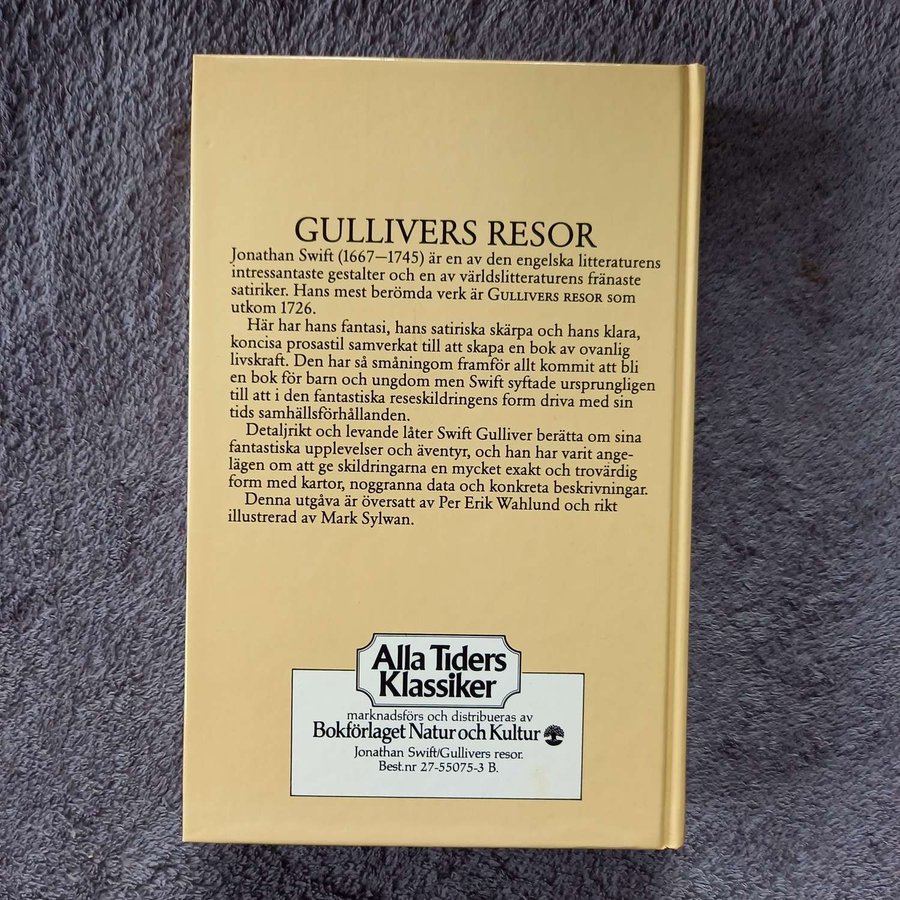 GULLIVERS RESOR
Jonathan Swift (1667—1745) är en av den engelska litteraturens
intressantaste gestalter och en av världslitteraturens fränaste
satiriker. Hans mest berömda verk är GULLIVERS RESOR som
utkom 1726.
Här har hans fantasi, hans satiriska skärpa och hans klara,
koncisa prosastil samverkat till att skapa en bok av ovanlig
livskraft. Den har så småningom framför allt kommit att bli
en bok för barn och ungdom men Swift syftade ursprungligen
till att i den fantastiska reseskildringens form driva med sin
tids samhällsförhållanden.
Detaljrikt och levande låter Swift Gulliver berätta om sina
fantastiska upplevelser och äventyr, och han har varit ange-
lägen om att ge skildringarna en mycket exakt och trovärdig
form med kartor, noggranna data och konkreta beskrivningar.
Denna utgåva är översatt av Per Erik Wahlund och rikt
illustrerad av Mark Sylwan.
Alla Tiders
Klassiker
marknadsförs och distribueras av
Bokförlaget Natur och Kultur
Jonathan Swift/Gullivers resor.
Best.nr 27-55075-3 B.